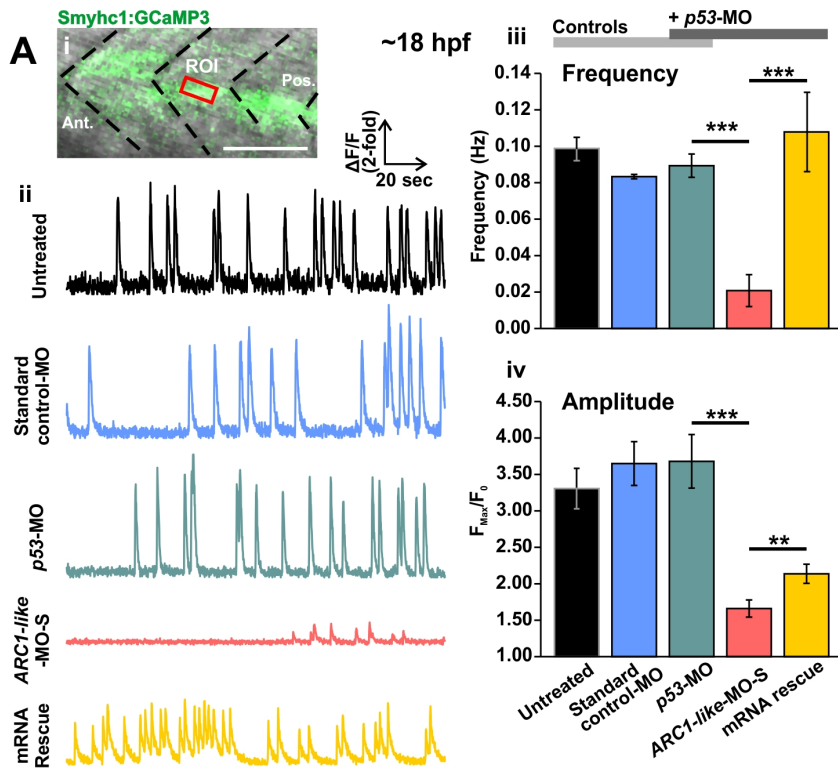 Smyhc1:GCaMP3
A
i
ROI
Pos.
Ant.
~18 hpf
ΔF/F
(2-fold)
20 sec
ii
Untreated
Standard
control-MO
p53-MO
ARC1-like
-MO-S
mRNA
Rescue
iii
Controls
+ p53-MO
Frequency
***
***
Frequency (Hz)
0.14
0.12
0.10
0.08
0.06
0.04
0.02
0.00
iv
Amplitude
***
**
FMax/F0
4.50
4.00
3.50
3.00
2.50
2.00
1.50
1.00
Untreated
Standard
control-MO
p53-MO
ARC1-like-MO-S
mRNA rescue